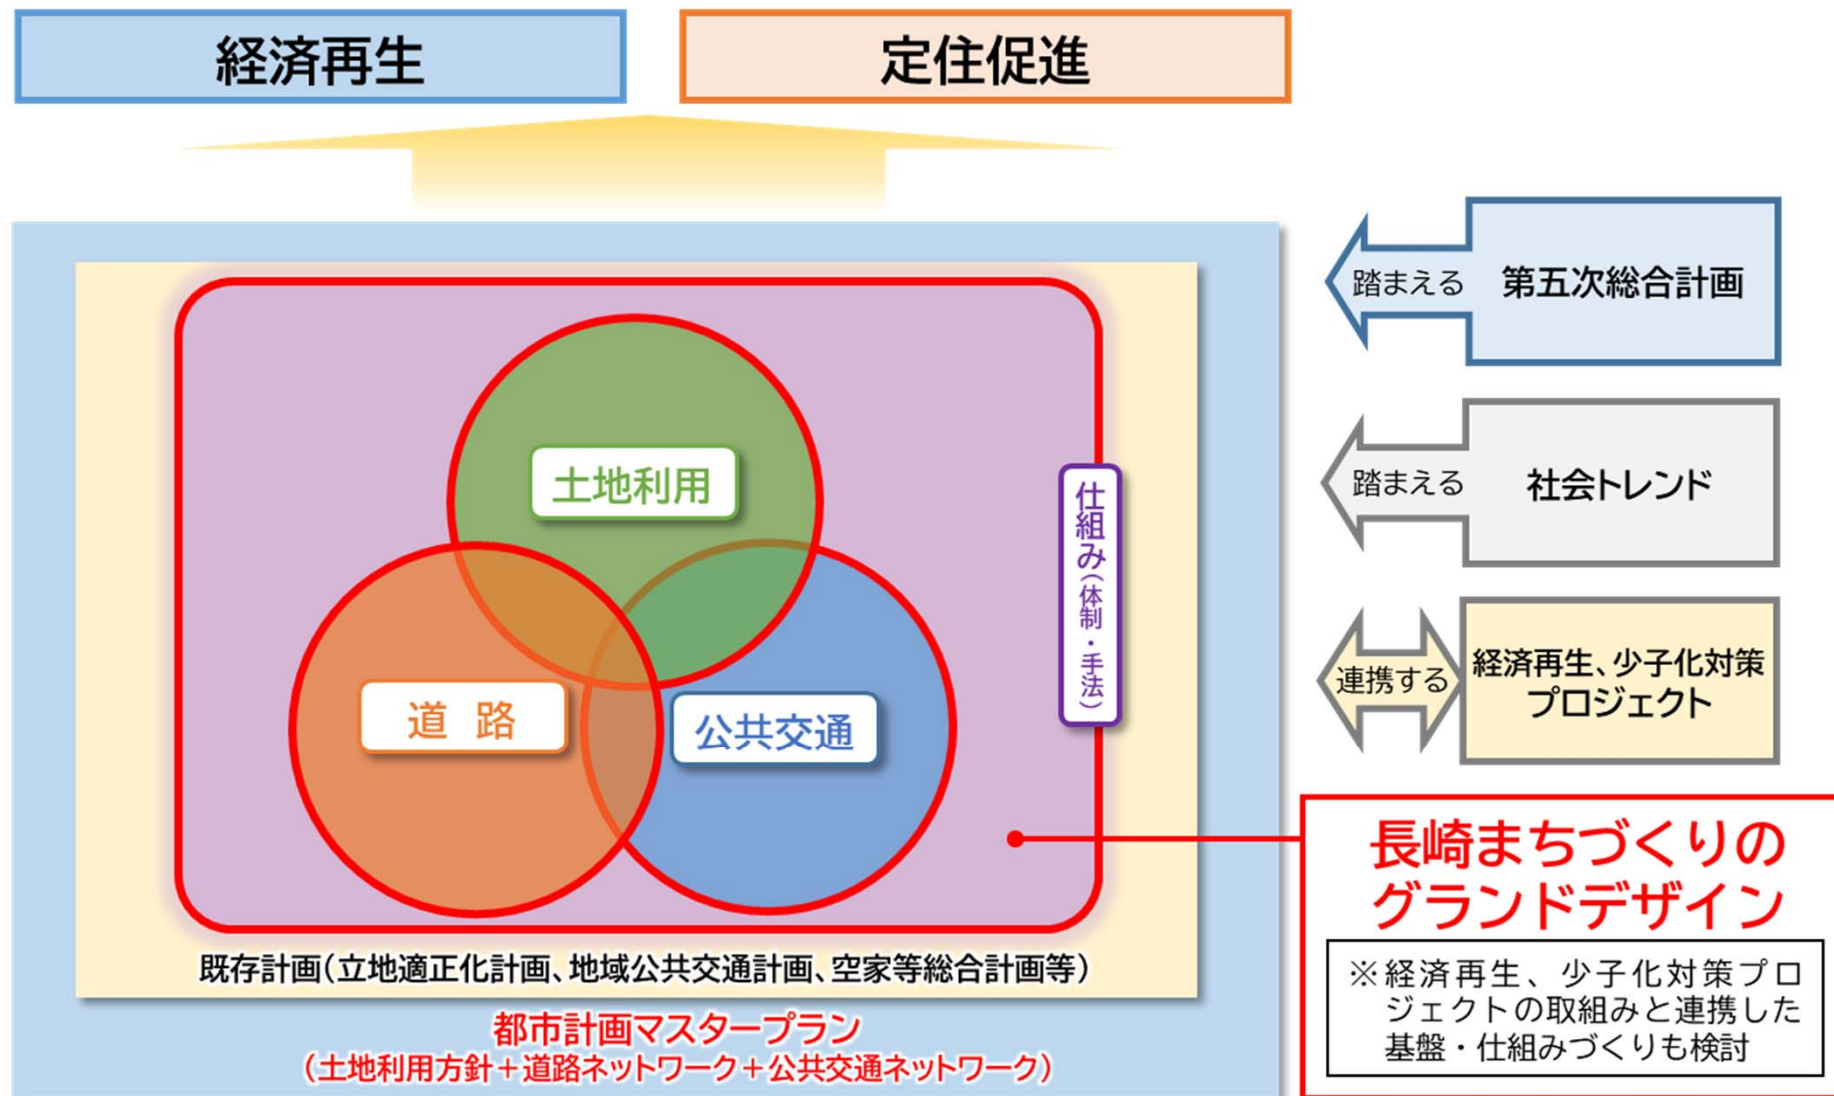 経済再生
定住促進
踏まえる
第五次総合計画
踏まえる
社会トレンド
連携する
経済再生、少子化対策
プロジェクト
土地利用
道 路
公共交通
仕組み(体制・手法)
既存計画(立地適正化計画、地域公共交通計画、空家等総合計画等)
都市計画マスタープラン
(土地利用方針+道路ネットワーク+公共交通ネットワーク)
長崎まちづくりの
グランドデザイン
※経済再生、少子化対策プロ
ジェクトの取組みと連携した
基盤・仕組みづくりも検討